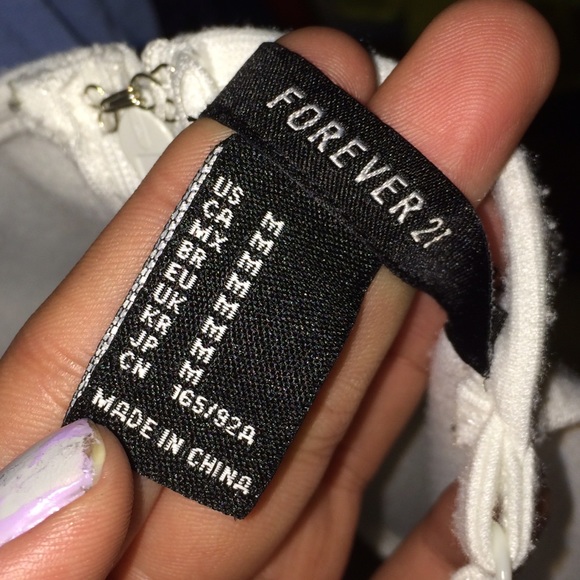 FOREVER 21
US M
CA M
MX M
BR M
EU M
UK M
KR M
JP M
CN 165/92A
MADE IN CHINA